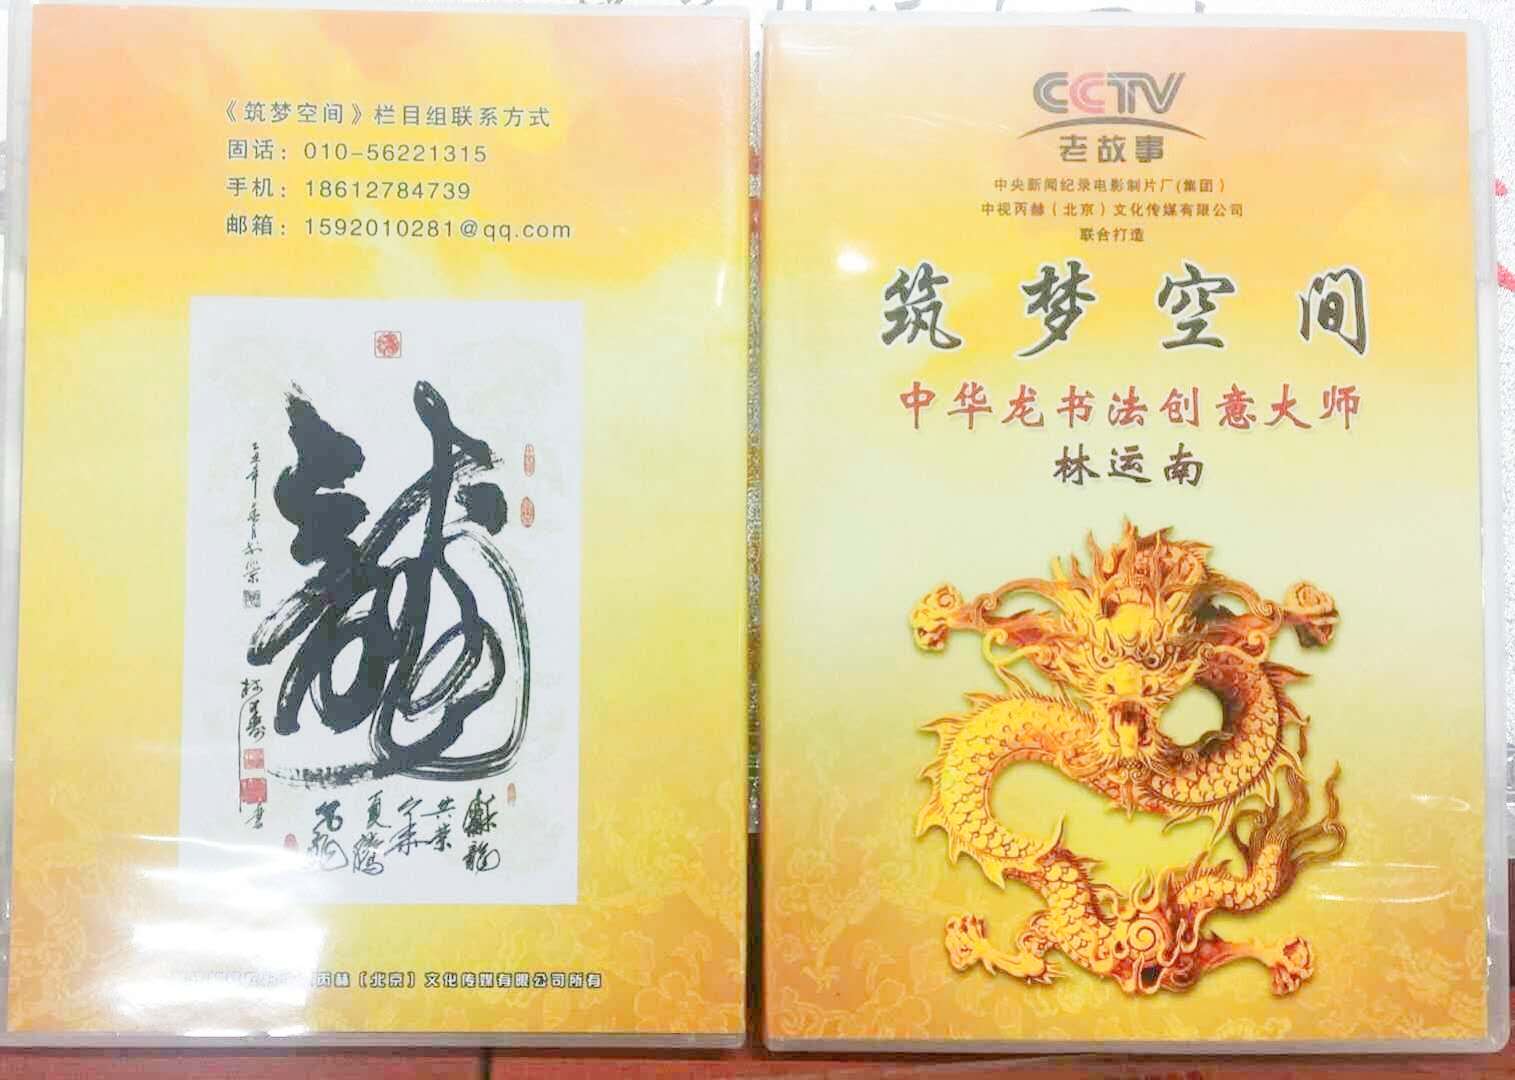 《筑梦空间》栏目组联系方式
固话：010-56221315
手机：18612784739
邮箱：1592010281@qq.com
龍
丙赫（北京）文化传媒有限公司所有
CCTV
老故事
中央新闻纪录电影制片厂(集团)
中视丙赫（北京）文化传媒有限公司
联合打造
筑梦空间
中华龙书法创意大师
林运南